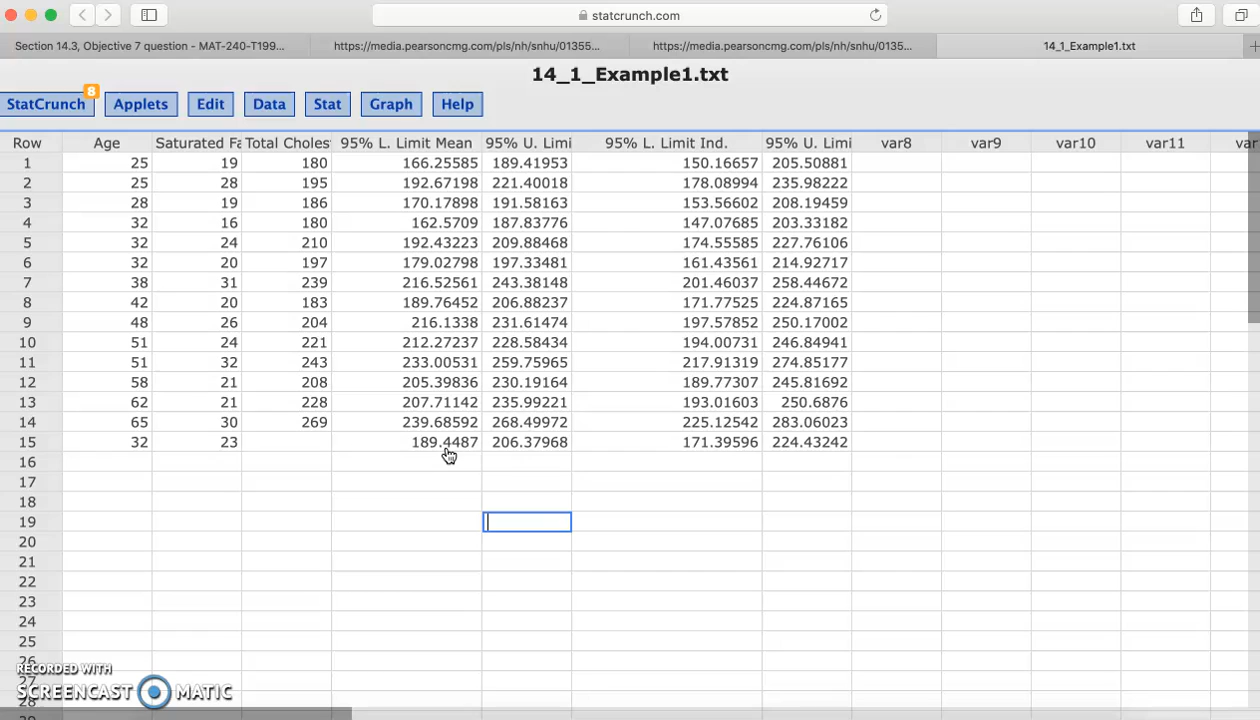 statcrunch.com
Section 14.3, Objective 7 question - MAT-240-T199... https://media.pearsoncmg.com/pls/nh/snhu/01355... https://media.pearsoncmg.com/pls/nh/snhu/0135... 14_1_Example1.txt
14_1_Example1.txt
8
StatCrunch Applets Edit Data Stat Graph Help
Row Age Saturated Fa Total Choles 95% L. Limit Mean 95% U. Limi 95% L. Limit Ind. 95% U. Limi var8 var9 var10 var11 var
1 25 19 180 166.25585 189.41953 150.16657 205.50881
2 25 28 195 192.67198 221.40018 178.08994 235.98222
3 28 19 186 170.17898 191.58163 153.56602 208.19459
4 32 16 180 162.5709 187.83776 147.07685 203.33182
5 32 24 210 192.43223 209.88468 174.55585 227.76106
6 32 20 197 179.02798 197.33481 161.43561 214.92717
7 38 31 239 216.52561 243.38148 201.46037 258.44672
8 42 20 183 189.76452 206.88237 171.77525 224.87165
9 48 26 204 216.1338 231.61474 197.57852 250.17002
10 51 24 221 212.27237 228.58434 194.00731 246.84941
11 51 32 243 233.00531 259.75965 217.91319 274.85177
12 58 21 208 205.39836 230.19164 189.77307 245.81692
13 62 21 228 207.71142 235.99221 193.01603 250.6876
14 65 30 269 239.68592 268.49972 225.12542 283.06023
15 32 23 189.4487 206.37968 171.39596 224.43242
16
17
18
19
20
21
22
23
24
25
26
27
28
RECORDED WITH
SCREENCAST MATIC